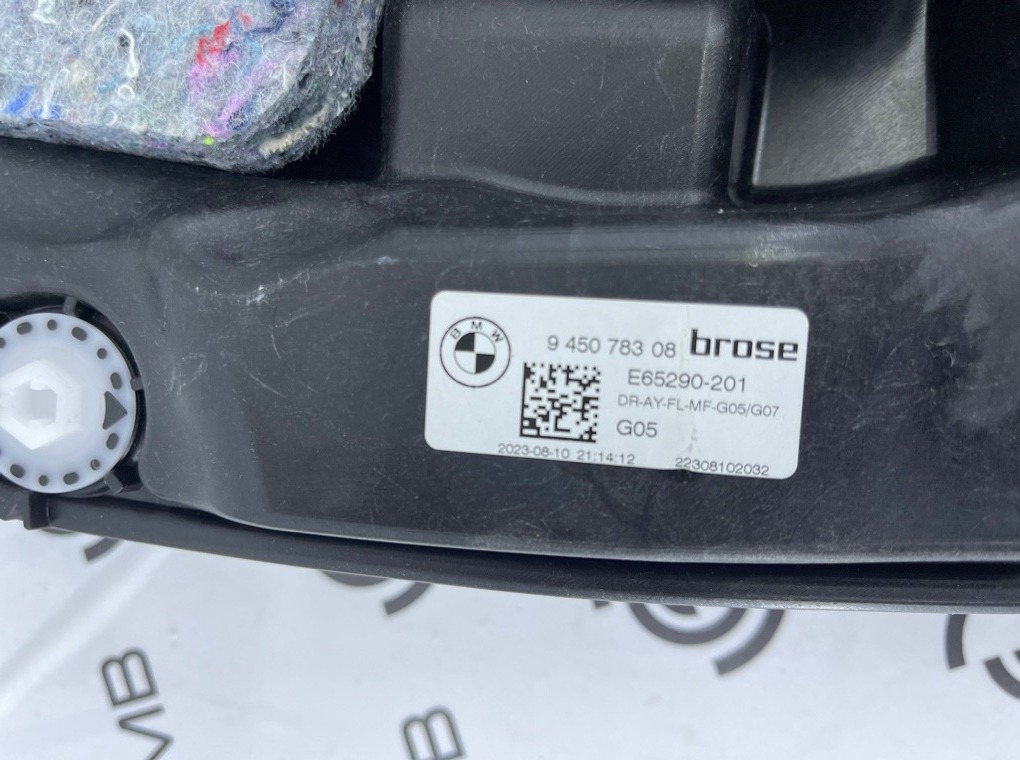 BMW
9 450 783 08 brose
E65290-201
DR-AY-FL-MF-G05/G07
G05
2023-08-10 21:14:12 22308102032
MB
B